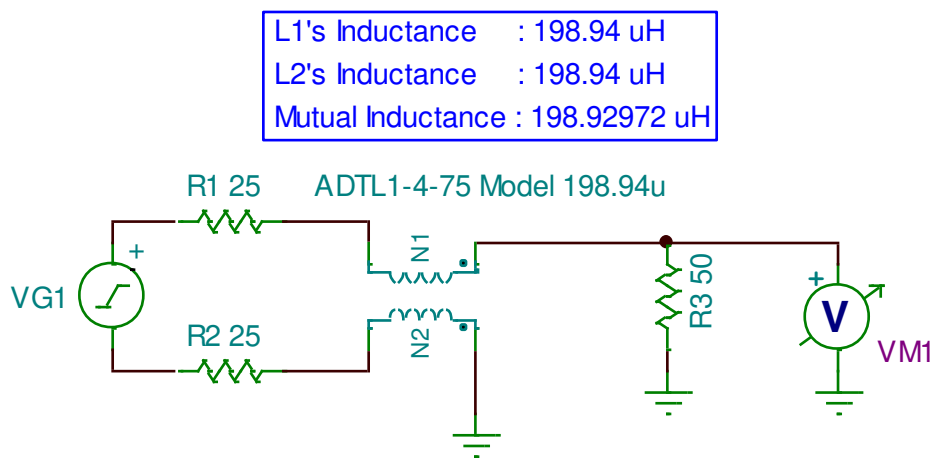 L1's Inductance : 198.94 uH
L2's Inductance : 198.94 uH
Mutual Inductance : 198.92972 uH
R1 25
ADTL1-4-75 Model 198.94u
N1
+
VG1
R2 25
N2
R3 50
+
V
VM1